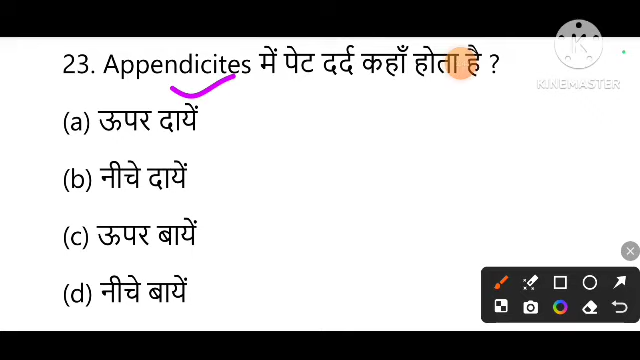 23. Appendicites में पेट दर्द कहाँ होता है ?
KINEMASTER
(a) ऊपर दायें
(b) नीचे दायें
(c) ऊपर बायें
(d) नीचे बायें